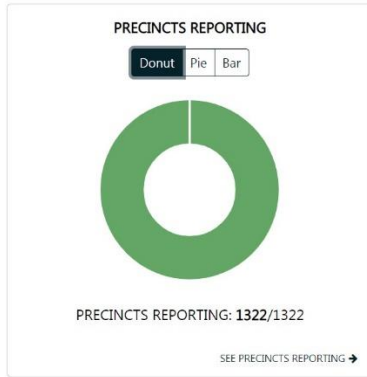 PRECINCTS REPORTING
Donut Pie Bar
PRECINCTS REPORTING: 1322/1322
SEE PRECINCTS REPORTING →